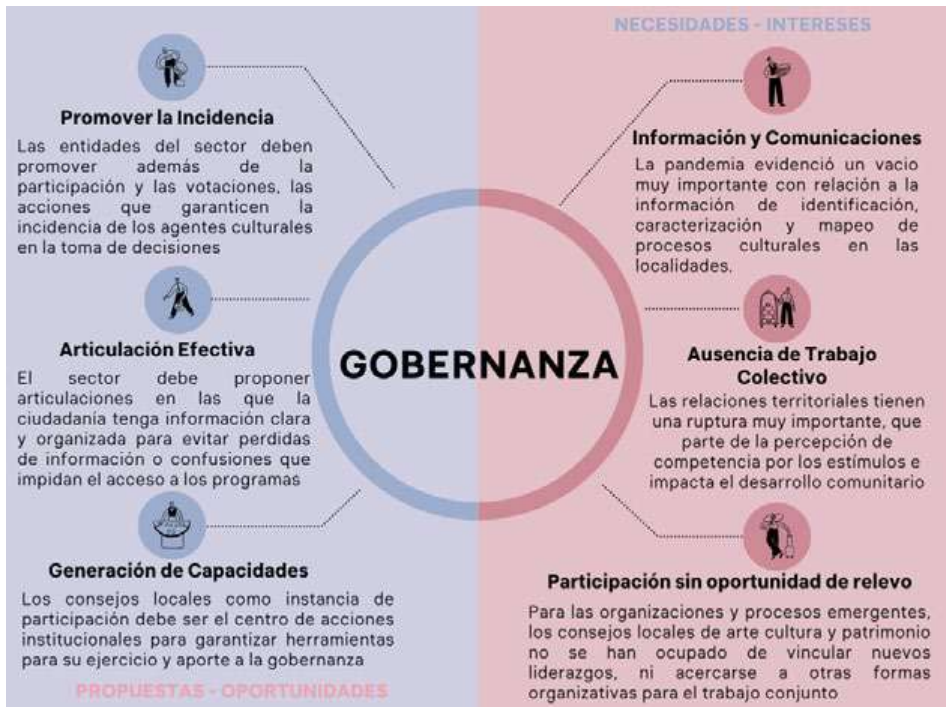 Promover la Incidencia
Las entidades del sector deben
promover además de la
participación y las votaciones, las
acciones que garanticen la
incidencia de los agentes culturales
en la toma de decisiones
Articulación Efectiva
El sector debe proponer
articulaciones en las que la
ciudadanía tenga información clara
y organizada para evitar perdidas
de información o confusiones que
impidan el acceso a los programas
Generación de Capacidades
Los consejos locales como instancia de
participación debe ser el centro de acciones
institucionales para garantizar herramientas
para su ejercicio y aporte a la gobernanza
PROPUESTAS - OPORTUNIDADES
GOBERNANZA
NECESIDADES - INTERESES
Información y Comunicaciones
La pandemia evidenció un vacio
muy importante con relación a la
información de identificación,
caracterización y mapeo de
procesos culturales en las
localidades.
Ausencia de Trabajo
Colectivo
Las relaciones territoriales tienen
una ruptura muy importante, que
parte de la percepción de
competencia por los estímulos e
impacta el desarrollo comunitario
Participación sin oportunidad de relevo
Para las organizaciones y procesos emergentes,
los consejos locales de arte cultura y patrimonio
no se han ocupado de vincular nuevos
liderazgos, ni acercarse a otras formas
organizativas para el trabajo conjunto